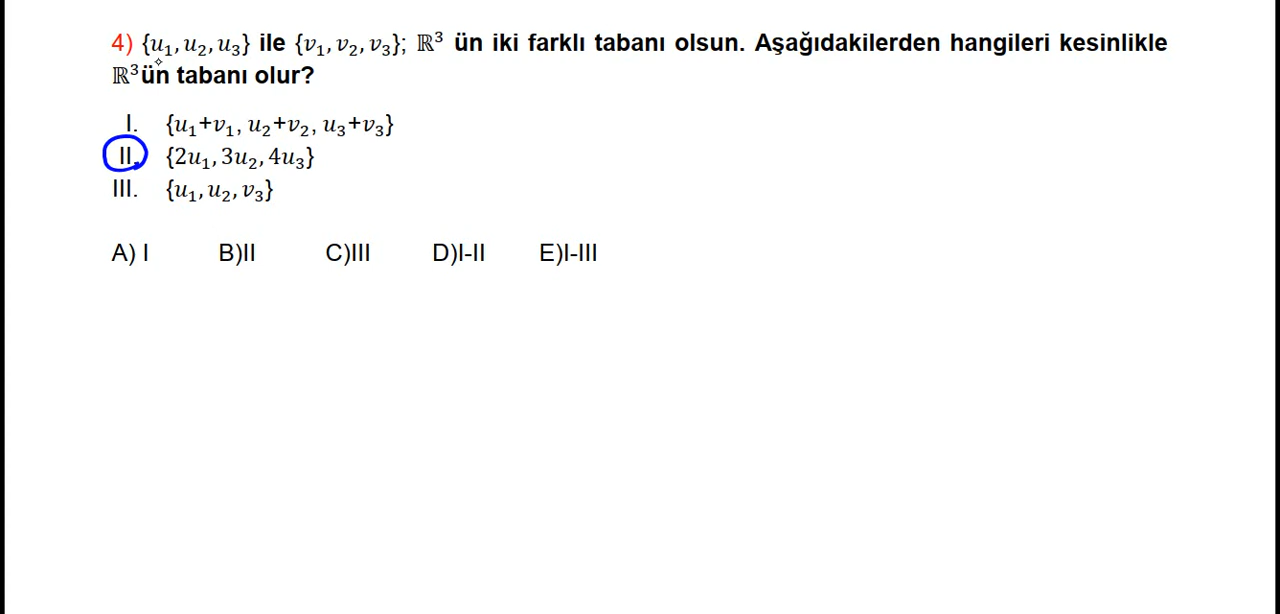 4) {u₁, u₂, u₃} ile {v₁, v₂, v₃}; ℝ³ ün iki farklı tabanı olsun. Aşağıdakilerden hangileri kesinlikle
ℝ³ün tabanı olur?
I. {u₁+v₁, u₂+v₂, u₃+v₃}
II. {2u₁, 3u₂, 4u₃}
III. {u₁, u₂, v₃}
A) I B)II C)III D)I-II E)I-III